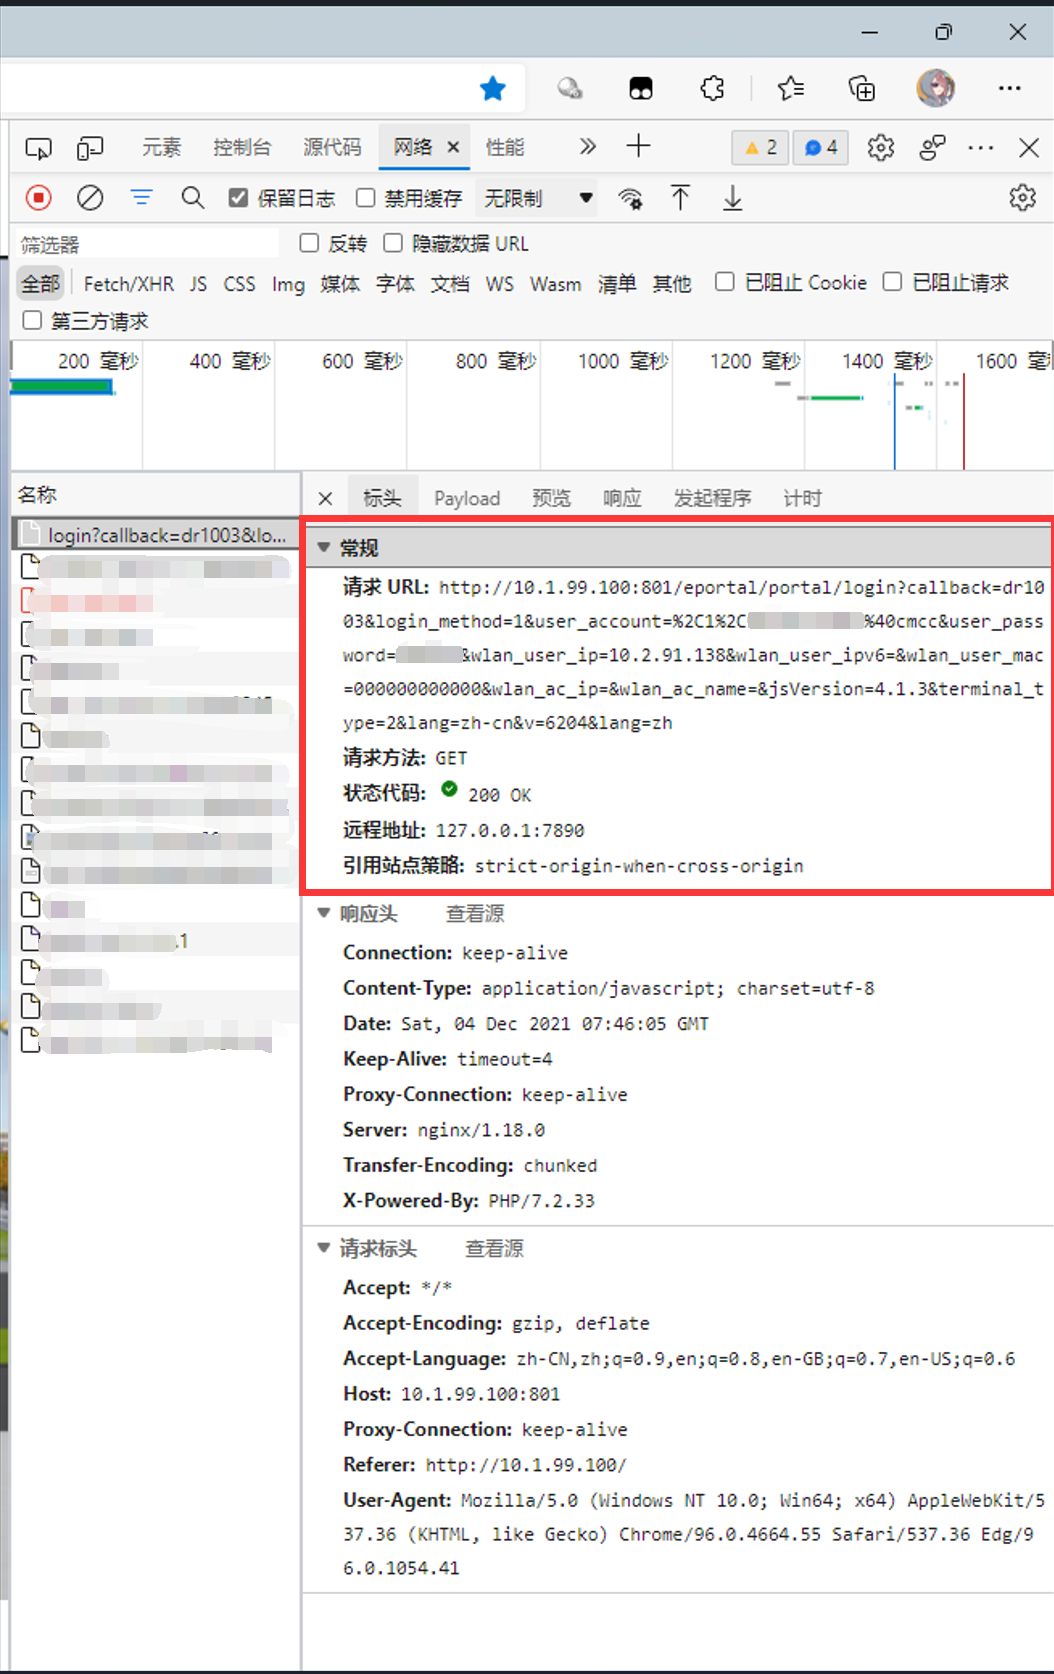 元素
控制台
源代码
网络
性能
2
4
保留日志
禁用缓存
无限制
筛选器
反转
隐藏数据 URL
全部
Fetch/XHR
JS
CSS
Img
媒体
字体
文档
WS
Wasm
清单
其他
已阻止 Cookie
已阻止请求
第三方请求
200 毫秒
400 毫秒
600 毫秒
800 毫秒
1000 毫秒
1200 毫秒
1400 毫秒
1600 毫
名称
login?callback=dr1003&lo...
.1
标头
Payload
预览
响应
发起程序
计时
常规
请求 URL: http://10.1.99.100:801/eportal/portal/login?callback=dr10
03&login_method=1&user_account=%2C1%2C %40cmcc&user_pass
word= &wlan_user_ip=10.2.91.138&wlan_user_ipv6=&wlan_user_mac
=000000000000&wlan_ac_ip=&wlan_ac_name=&jsVersion=4.1.3&terminal_t
ype=2&lang=zh-cn&v=6204&lang=zh
请求方法: GET
状态代码: 200 OK
远程地址: 127.0.0.1:7890
引用站点策略: strict-origin-when-cross-origin
响应头
查看源
Connection: keep-alive
Content-Type: application/javascript; charset=utf-8
Date: Sat, 04 Dec 2021 07:46:05 GMT
Keep-Alive: timeout=4
Proxy-Connection: keep-alive
Server: nginx/1.18.0
Transfer-Encoding: chunked
X-Powered-By: PHP/7.2.33
请求标头
查看源
Accept: */*
Accept-Encoding: gzip, deflate
Accept-Language: zh-CN,zh;q=0.9,en;q=0.8,en-GB;q=0.7,en-US;q=0.6
Host: 10.1.99.100:801
Proxy-Connection: keep-alive
Referer: http://10.1.99.100/
User-Agent: Mozilla/5.0 (Windows NT 10.0; Win64; x64) AppleWebKit/5
37.36 (KHTML, like Gecko) Chrome/96.0.4664.55 Safari/537.36 Edg/9
6.0.1054.41